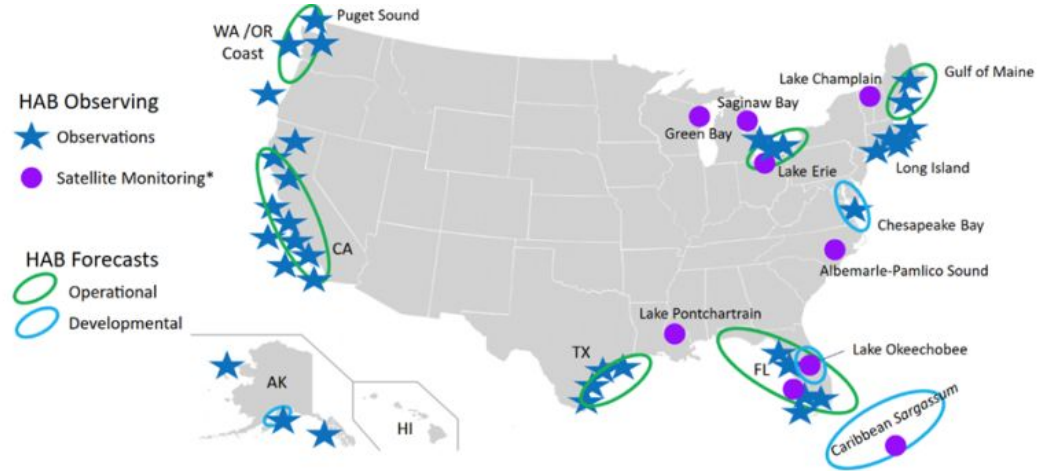 Puget Sound
WA /OR
Coast
Lake Champlain
Gulf of Maine
HAB Observing
Saginaw Bay
Observations
Green Bay
Satellite Monitoring*
Lake Erie
Long Island
Chesapeake Bay
CA
HAB Forecasts
Albemarle-Pamlico Sound
Operational
Developmental
Lake Pontchartrain
TX
Lake Okeechobee
FL
AK
Caribbean Sargassum
HI